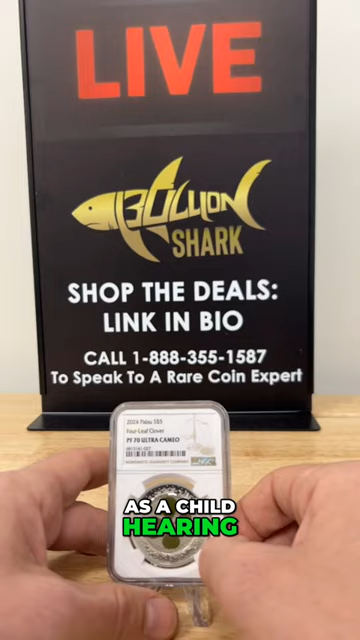 LIVE
BULLION
SHARK
SHOP THE DEALS:
LINK IN BIO
CALL 1-888-355-1587
To Speak To A Rare Coin Expert
2024 Palau S$5
Four-Leaf Clover
PF 70 ULTRA CAMEO
NGC
AS A CHILD
HEARING